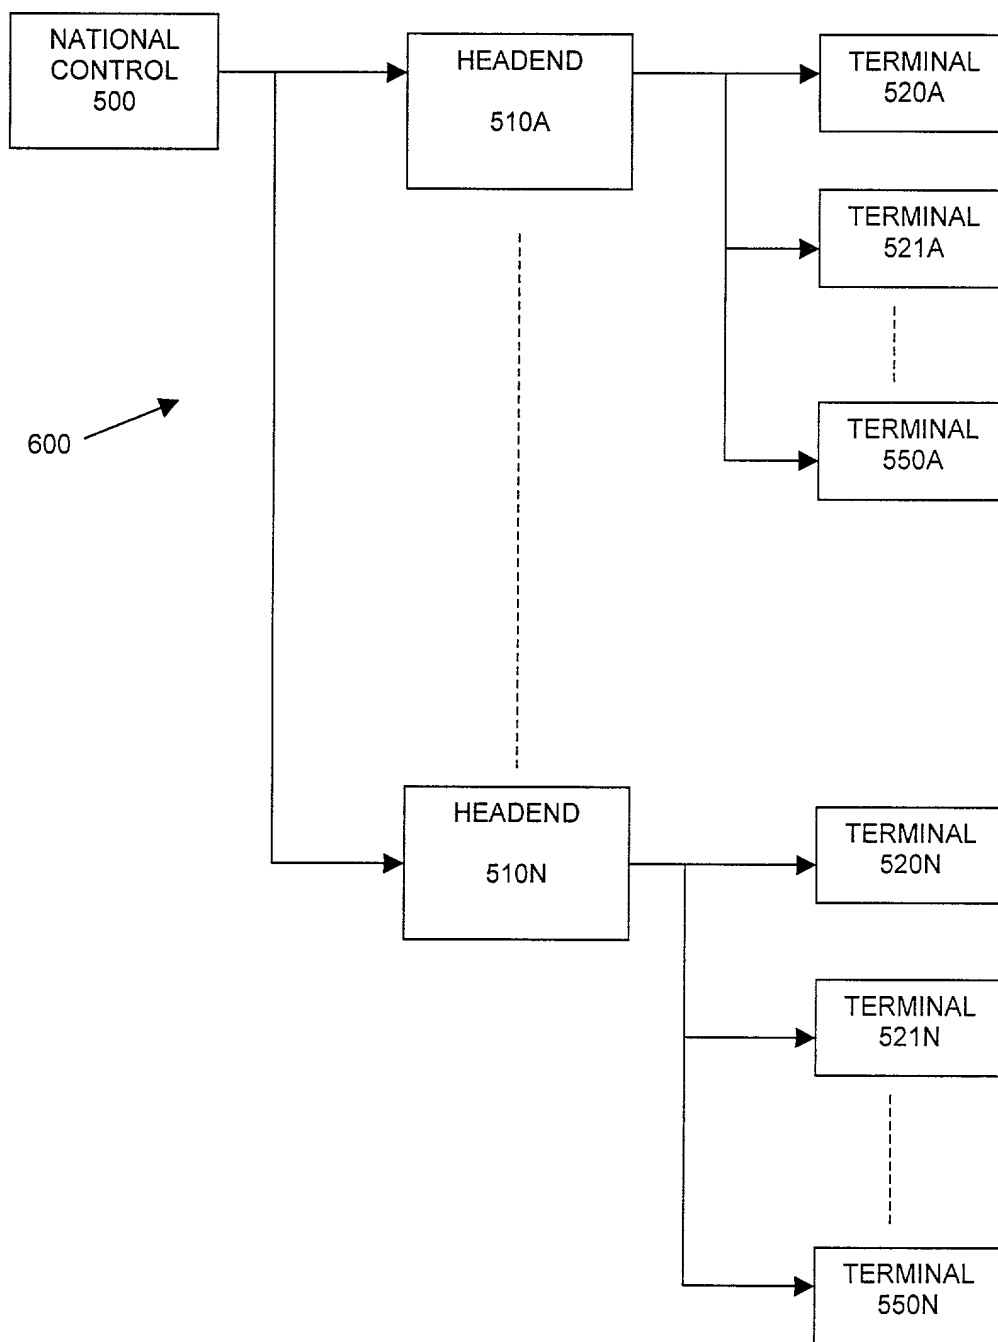 NATIONAL
CONTROL
500
HEADEND
510A
TERMINAL
520A
TERMINAL
521A
TERMINAL
550A
600
HEADEND
510N
TERMINAL
520N
TERMINAL
521N
TERMINAL
550N